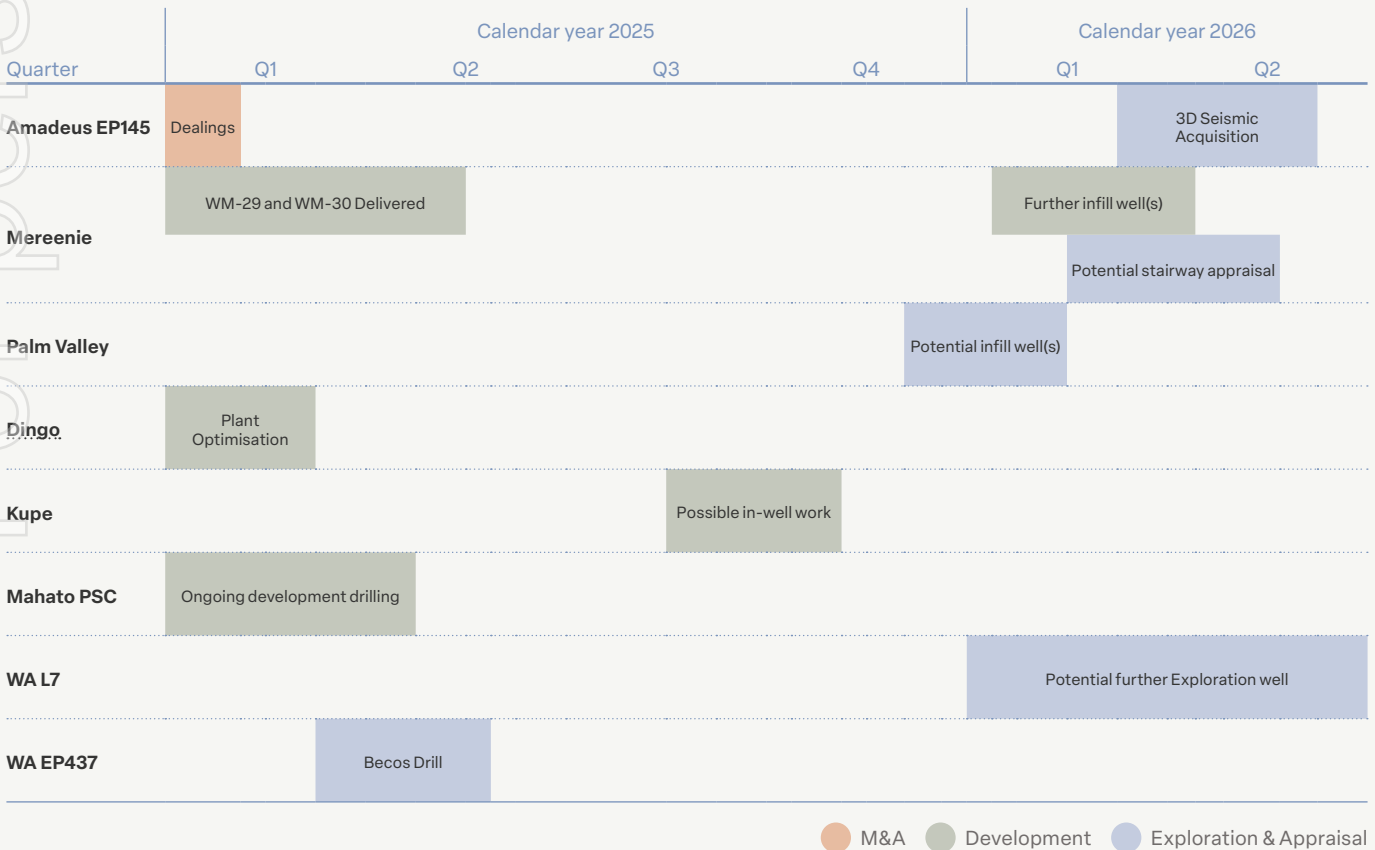 Calendar year 2025 Calendar year 2026
Quarter Q1 Q2 Q3 Q4 Q1 Q2
Amadeus EP145 Dealings 3D Seismic
Acquisition
WM-29 and WM-30 Delivered Further infill well(s)
Mereenie
Potential stairway appraisal
Palm Valley Potential infill well(s)
Dingo Plant
Optimisation
Kupe Possible in-well work
Mahato PSC Ongoing development drilling
WA L7 Potential further Exploration well
WA EP437 Becos Drill
M&A Development Exploration & Appraisal